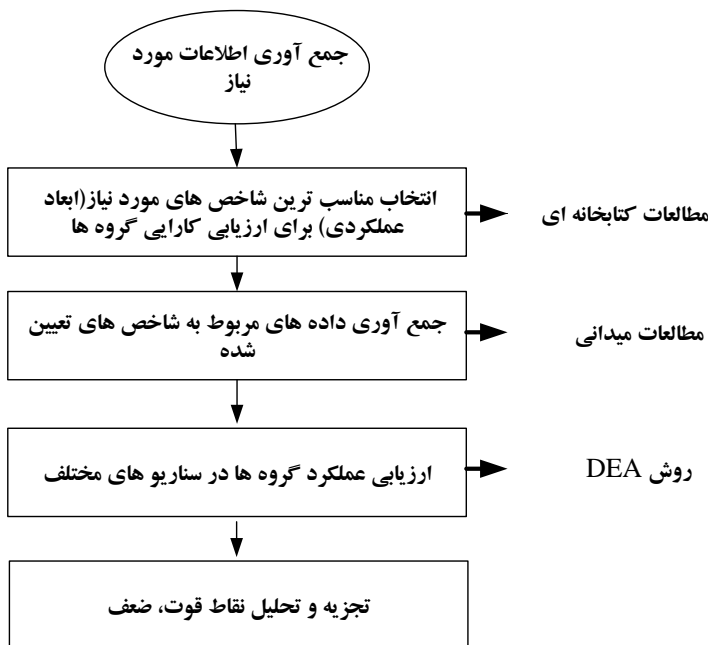 جمع آوری اطلاعات مورد
نیاز
انتخاب مناسب ترین شاخص های مورد نیاز(ابعاد
عملکردی) برای ارزیابی کارایی گروه ها
مطالعات کتابخانه ای
جمع آوری داده های مربوط به شاخص های تعیین
شده
مطالعات میدانی
ارزیابی عملکرد گروه ها در سناریو های مختلف
روش DEA
تجزیه و تحلیل نقاط قوت، ضعف